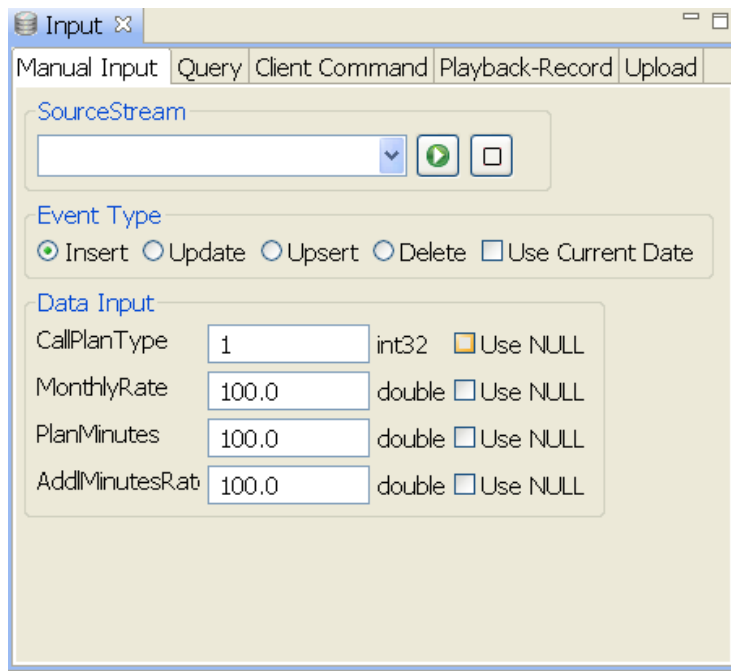 Input
Manual Input Query Client Command Playback-Record Upload
SourceStream
Event Type
Insert Update Upsert Delete Use Current Date
Data Input
CallPlanType 1 int32 Use NULL
MonthlyRate 100.0 double Use NULL
PlanMinutes 100.0 double Use NULL
AddlMinutesRat 100.0 double Use NULL